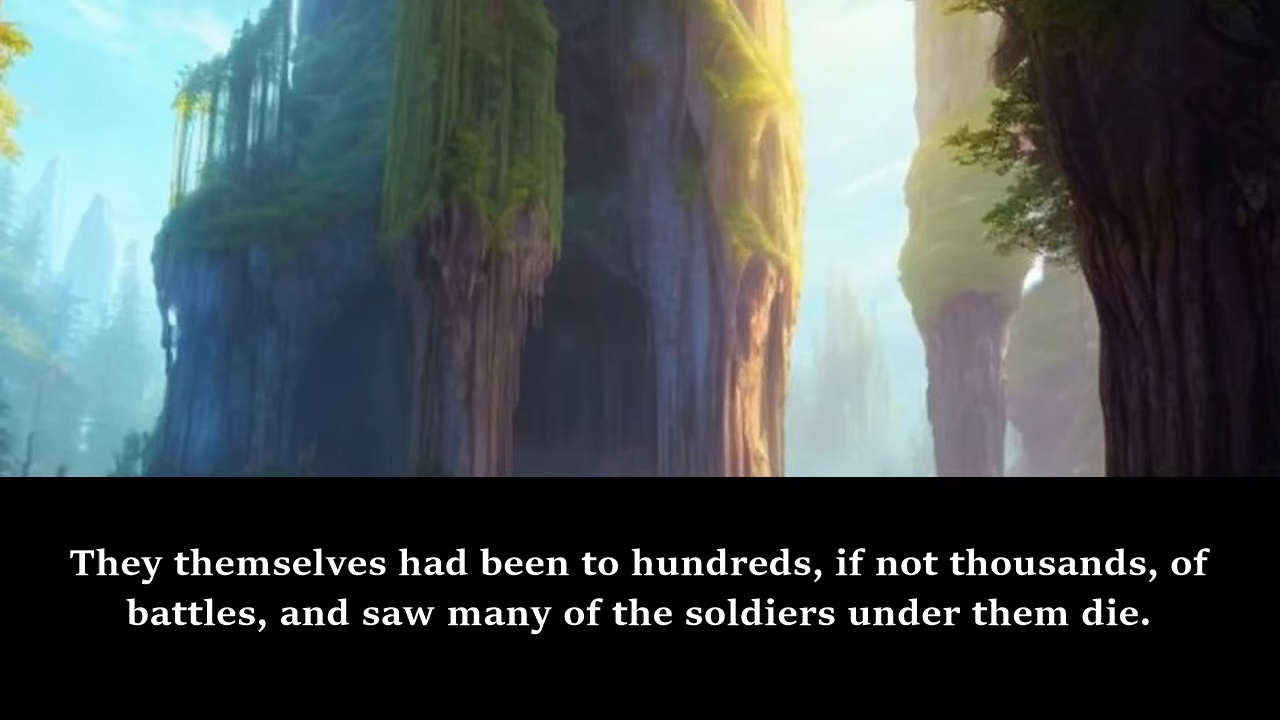 They themselves had been to hundreds, if not thousands, of
battles, and saw many of the soldiers under them die.